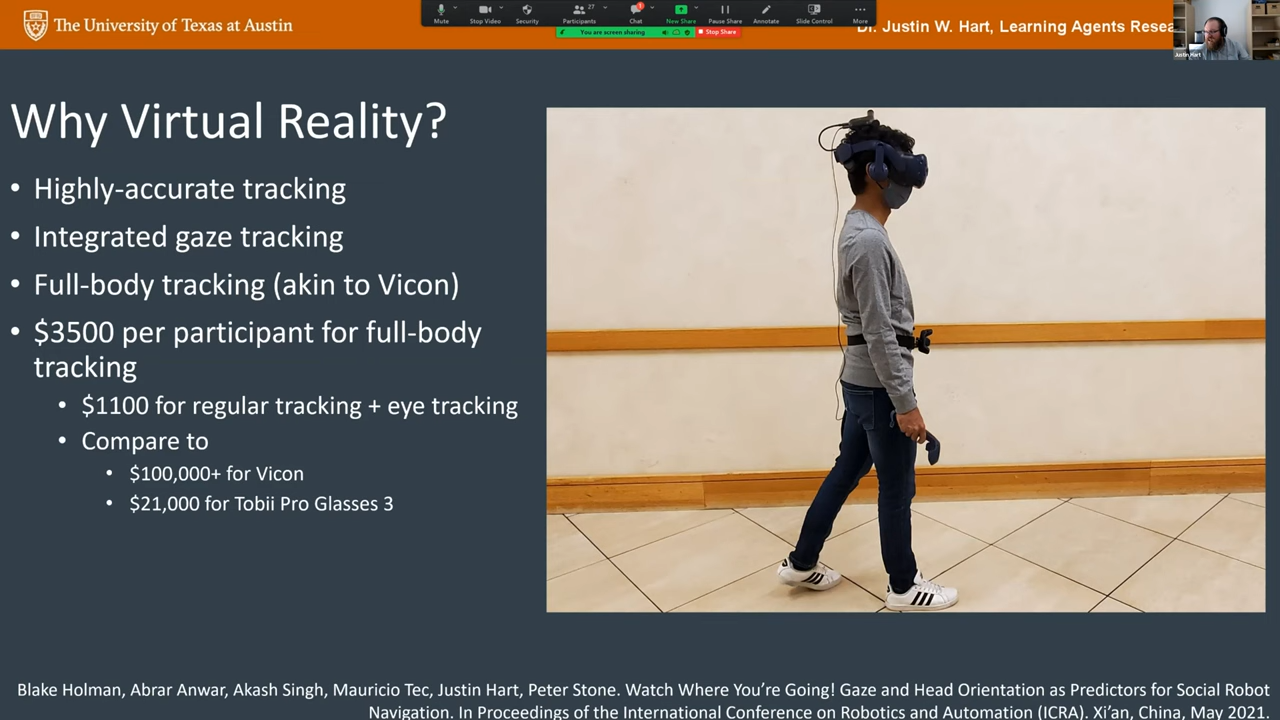 The University of Texas at Austin
Mute
Stop Video
Security
27
Participants
1
Chat
New Share
Pause Share
Annotate
Slide Control
More
You are screen sharing
Stop Share
Dr. Justin W. Hart, Learning Agents
Justin Hart
Why Virtual Reality?
• Highly-accurate tracking
• Integrated gaze tracking
• Full-body tracking (akin to Vicon)
• $3500 per participant for full-body
tracking
• $1100 for regular tracking + eye tracking
• Compare to
• $100,000+ for Vicon
• $21,000 for Tobii Pro Glasses 3
Blake Holman, Abrar Anwar, Akash Singh, Mauricio Tec, Justin Hart, Peter Stone. Watch Where You’re Going! Gaze and Head Orientation as Predictors for Social Robot
Navigation. In Proceedings of the International Conference on Robotics and Automation (ICRA). Xi’an, China, May 2021.